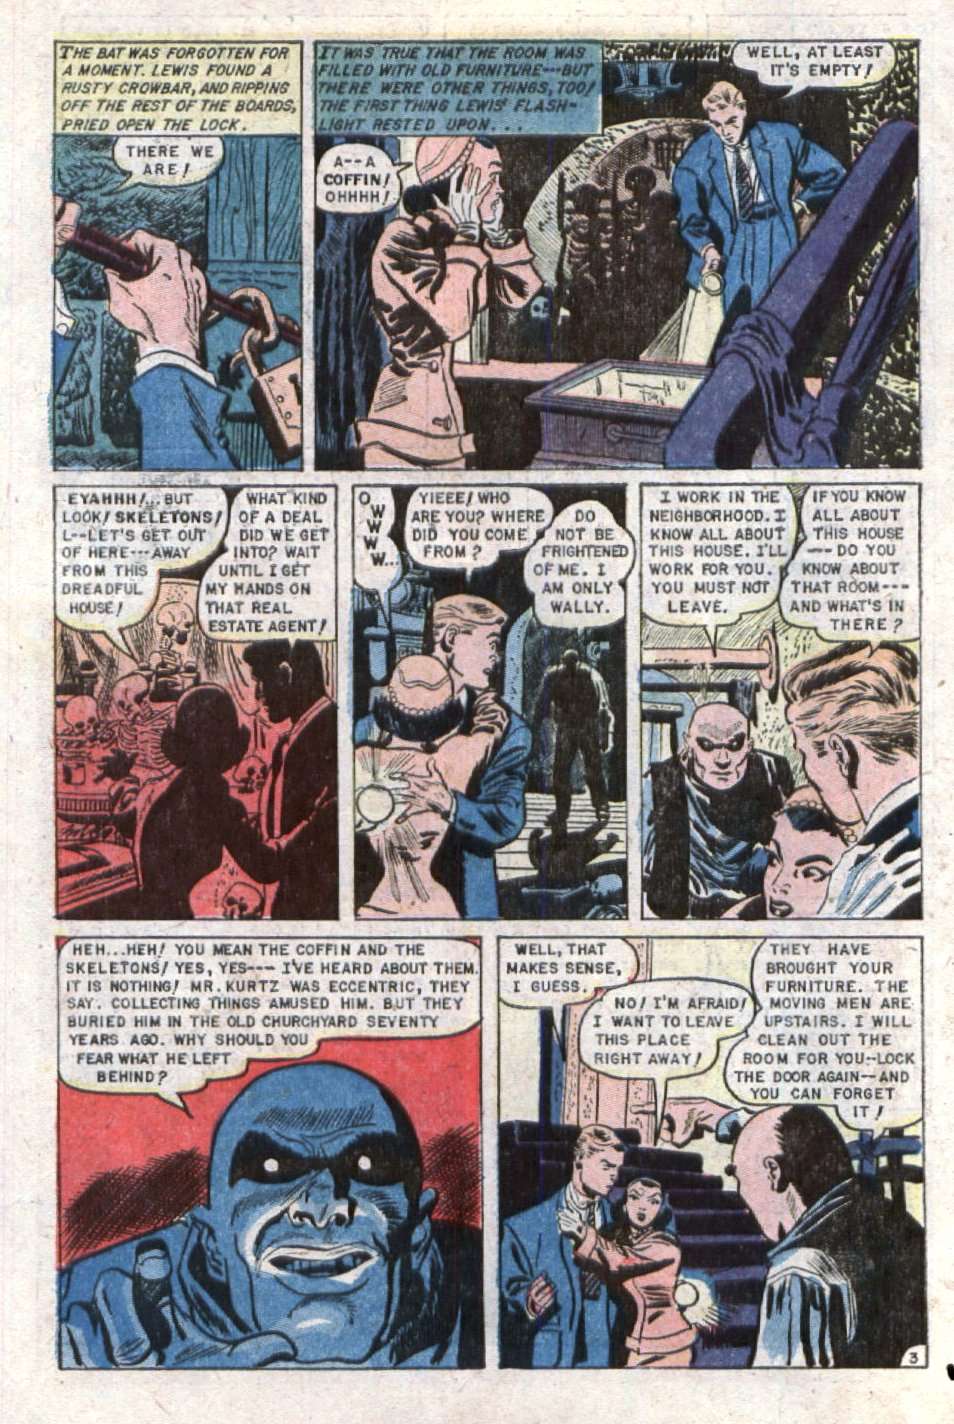 THE BAT WAS FORGOTTEN FOR
A MOMENT. LEWIS FOUND A
RUSTY CROWBAR, AND RIPPING
OFF THE REST OF THE BOARDS,
PRIED OPEN THE LOCK.
THERE WE
ARE!
IT WAS TRUE THAT THE ROOM WAS
FILLED WITH OLD FURNITURE---BUT
THERE WERE OTHER THINGS, TOO!
THE FIRST THING LEWIS' FLASH-
LIGHT RESTED UPON...
A--A
COFFIN!
OHHHH!
WELL, AT LEAST
IT'S EMPTY!
EYAHHH!...BUT
LOOK! SKELETONS!
L--LET'S GET OUT
OF HERE---AWAY
FROM THIS
DREADFUL
HOUSE!
WHAT KIND
OF A DEAL
DID WE GET
INTO? WAIT
UNTIL I GET
MY HANDS ON
THAT REAL
ESTATE AGENT!
O
W
W
W
W...
YIEEE! WHO
ARE YOU? WHERE
DID YOU COME
FROM?
DO
NOT BE
FRIGHTENED
OF ME. I
AM ONLY
WALLY.
I WORK IN THE
NEIGHBORHOOD. I
KNOW ALL ABOUT
THIS HOUSE. I'LL
WORK FOR YOU.
YOU MUST NOT
LEAVE.
IF YOU KNOW
ALL ABOUT
THIS HOUSE
--DO YOU
KNOW ABOUT
THAT ROOM---
AND WHAT'S IN
THERE?
HEH...HEH! YOU MEAN THE COFFIN AND THE
SKELETONS! YES, YES--- I'VE HEARD ABOUT THEM.
IT IS NOTHING! MR. KURTZ WAS ECCENTRIC, THEY
SAY. COLLECTING THINGS AMUSED HIM. BUT THEY
BURIED HIM IN THE OLD CHURCHYARD SEVENTY
YEARS AGO. WHY SHOULD YOU
FEAR WHAT HE LEFT
BEHIND?
WELL, THAT
MAKES SENSE,
I GUESS.
NO! I'M AFRAID!
I WANT TO LEAVE
THIS PLACE
RIGHT AWAY!
THEY HAVE
BROUGHT YOUR
FURNITURE. THE
MOVING MEN ARE
UPSTAIRS. I WILL
CLEAN OUT THE
ROOM FOR YOU--LOCK
THE DOOR AGAIN--AND
YOU CAN FORGET
IT!
3